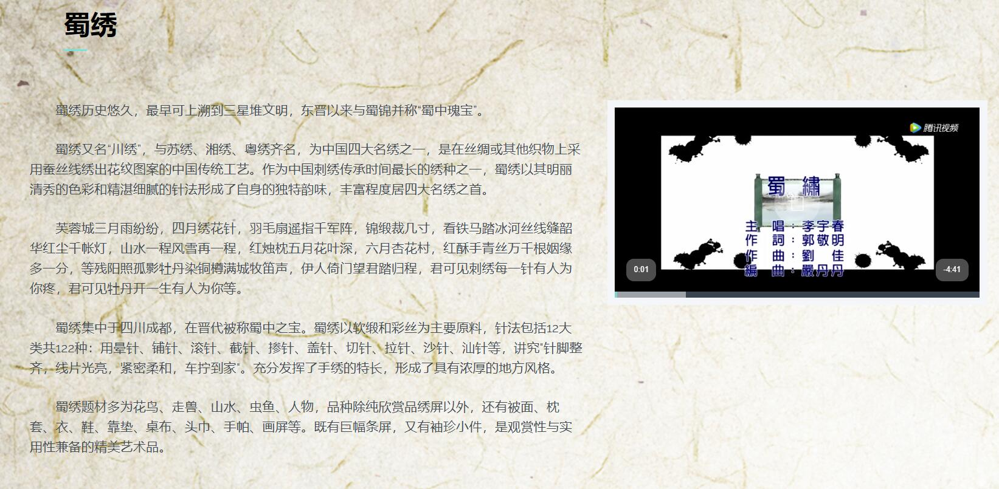 蜀绣
蜀绣历史悠久，最早可上溯到三星堆文明，东晋以来与蜀锦并称“蜀中瑰宝”。
蜀绣又名“川绣”，与苏绣、湘绣、粤绣齐名，为中国四大名绣之一，是在丝绸或其他织物上采
用蚕丝线绣出花纹图案的中国传统工艺。作为中国刺绣传承时间最长的绣种之一，蜀绣以其明丽
清秀的色彩和精湛细腻的针法形成了自身的独特韵味，丰富程度居四大名绣之首。
芙蓉城三月雨纷纷，四月绣花针，羽毛扇遥指千军阵，锦缎裁几寸，看铁马踏冰河丝线缝韶
华红尘千帐灯，山水一程风雪再一程，红烛枕五月花叶深，六月杏花村，红酥手青丝万千根姻缘
多一分，等残阳照孤影牡丹染铜樽满城牧笛声，伊人倚门望君踏归程，君可见刺绣每一针有人为
你疼，君可见牡丹开一生有人为你等。
蜀绣集中于四川成都，在晋代被称蜀中之宝。蜀绣以软缎和彩丝为主要原料，针法包括12大
类共122种：用晕针、铺针、滚针、截针、掺针、盖针、切针、拉针、沙针、汕针等，讲究"针脚整
齐，线片光亮，紧密柔和，车拧到家"。充分发挥了手绣的特长，形成了具有浓厚的地方风格。
蜀绣题材多为花鸟、走兽、山水、虫鱼、人物，品种除纯欣赏品绣屏以外，还有被面、枕
套、衣、鞋、靠垫、桌布、头巾、手帕、画屏等。既有巨幅条屏，又有袖珍小件，是观赏性与实
用性兼备的精美艺术品。
腾讯视频
蜀 繡
主 唱：李宇春
作 詞：郭敬明
作 曲：劉 佳
編 曲：嚴丹丹
0:01
-4:41